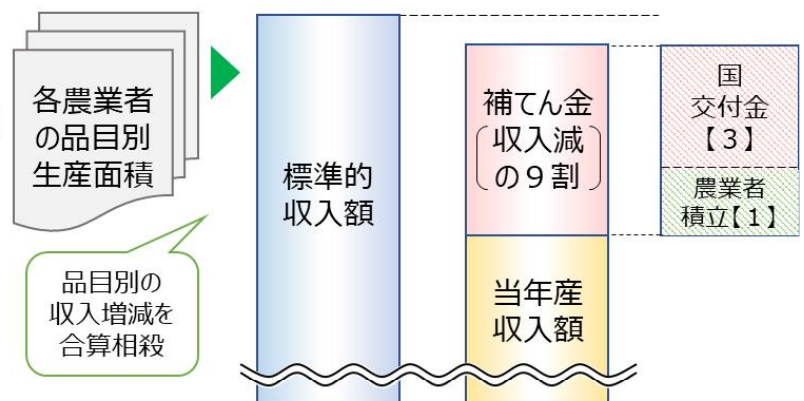 各農業者
の品目別
生産面積
品目別の
収入増減を
合算相殺
標準的
収入額
補てん金
収入減
の９割
当年産
収入額
国
交付金
【３】
農業者
積立【１】